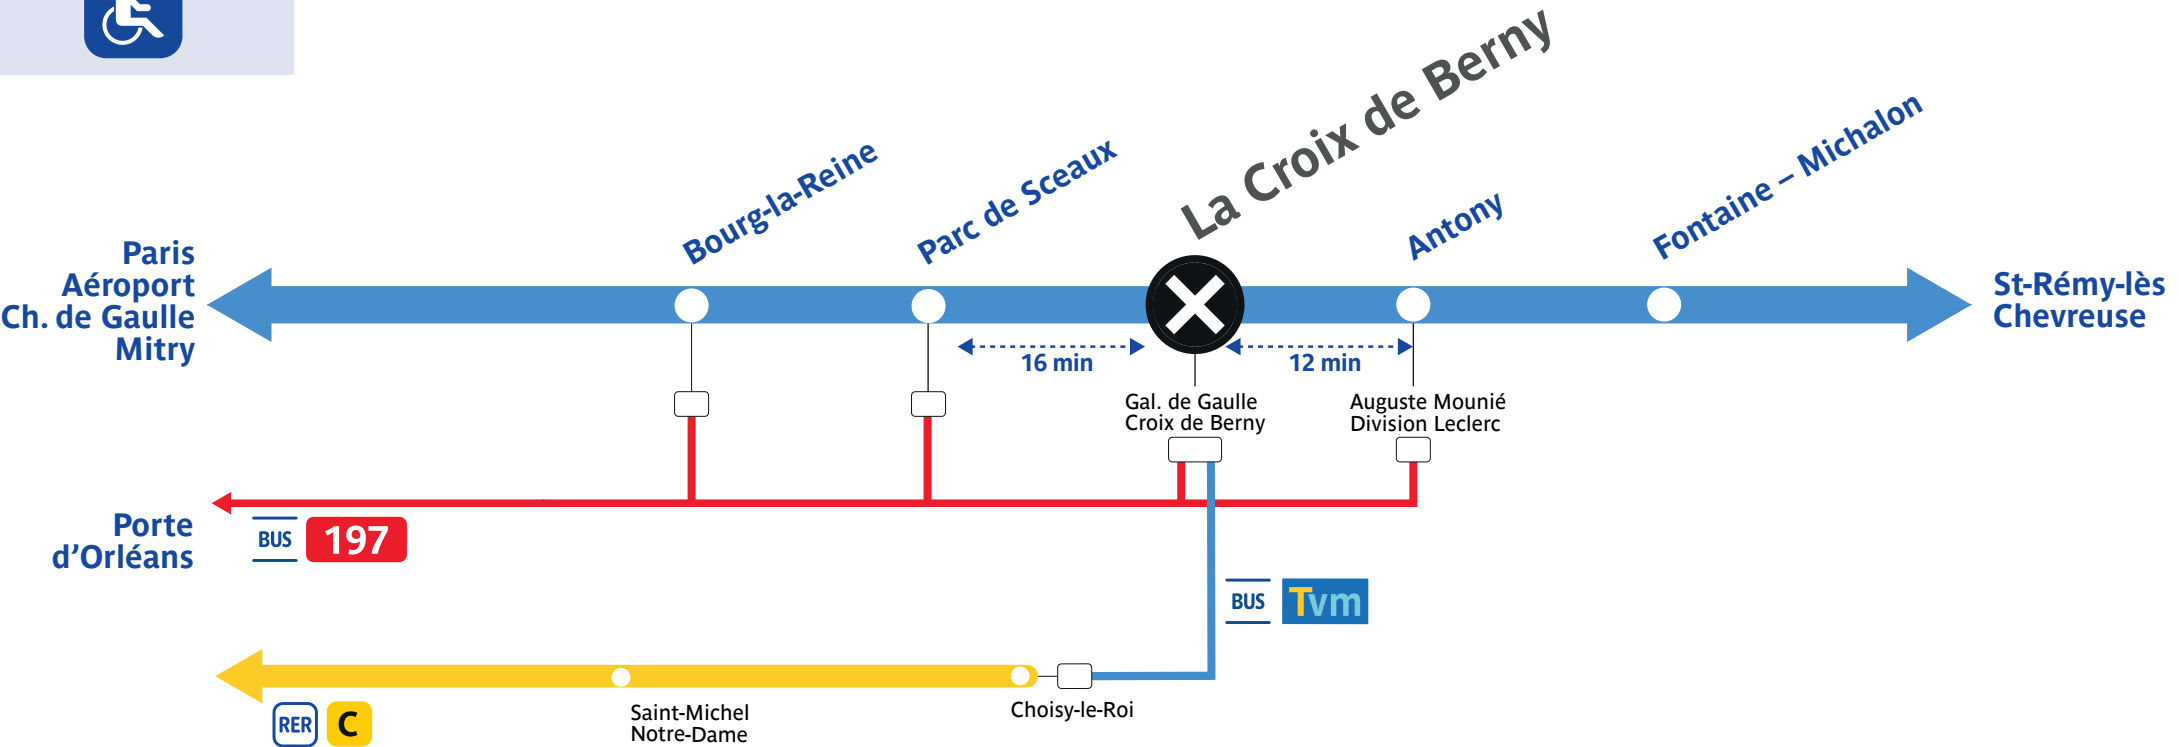 La Croix de Berny
Bourg-la-Reine
Parc de Sceaux
Antony
Fontaine – Michalon
Paris
Aéroport
Ch. de Gaulle
Mitry
St-Rémy-lès
Chevreuse
16 min
12 min
Gal. de Gaulle
Croix de Berny
Auguste Mounié
Division Leclerc
Porte
d’Orléans
BUS 197
BUS Tvm
Saint-Michel
Notre-Dame
Choisy-le-Roi
RER C